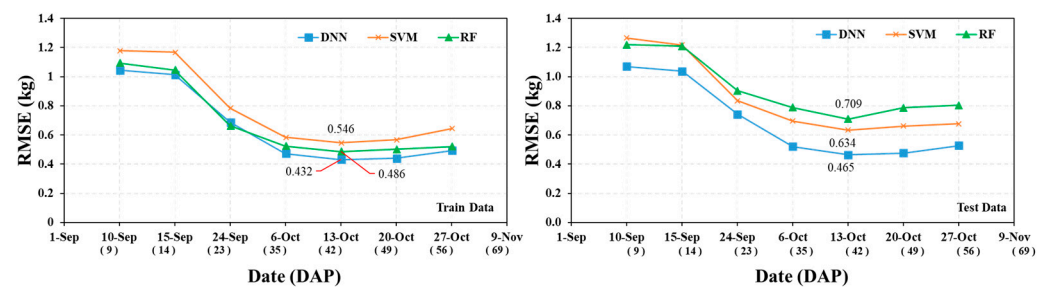 1.4
1.2
1
0.8
0.6
0.4
0.2
0
RMSE (kg)
DNN SVM RF
0.546
0.432
0.486
Train Data
1-Sep 10-Sep 15-Sep 24-Sep 6-Oct 13-Oct 20-Oct 27-Oct 9-Nov
( 9 ) ( 14 ) ( 23 ) ( 35 ) ( 42 ) ( 49 ) ( 56 ) ( 69 )
Date (DAP)
1.4
1.2
1.0
0.8
0.6
0.4
0.2
0.0
RMSE (kg)
DNN SVM RF
0.709
0.634
0.465
Test Data
1-Sep 10-Sep 15-Sep 24-Sep 6-Oct 13-Oct 20-Oct 27-Oct 9-Nov
( 9 ) ( 14 ) ( 23 ) ( 35 ) ( 42 ) ( 49 ) ( 56 ) ( 69 )
Date (DAP)